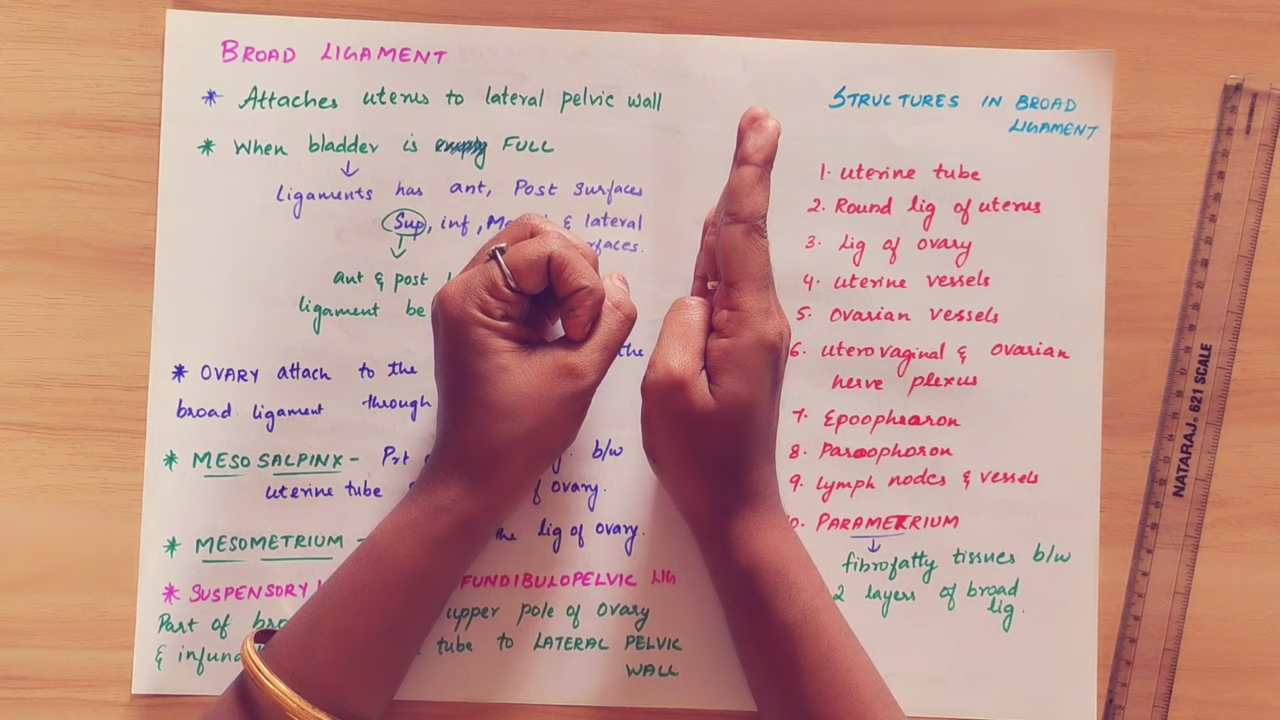 BROAD LIGAMENT
* Attaches uterus to lateral pelvic wall
* When bladder is empty FULL
↓
Ligaments has ant, Post surfaces
Sup, inf, & lateral
faces.
↓
ant & post
ligament be
the
* OVARY attach to the
broad ligament through
* MESOSALPINX - Prt b/w
uterine tube of ovary.
* MESOMETRIUM - the lig of ovary.
* SUSPENSORY FUNDIBULOPELVIC LIG
Part of bro upper pole of ovary
& infun tube to LATERAL PELVIC
WALL
STRUCTURES IN BROAD
LIGAMENT
1. Uterine tube
2. Round lig of uterus
3. Lig of ovary
4. Uterine vessels
5. Ovarian vessels
6. Uterovaginal & ovarian
nerve plexus
7. Epoophraron
8. Paroophoron
9. Lymph nodes & vessels
0. PARAMETRIUM
↓
fibrofatty tissues b/w
2 layers of broad
lig.
NATARAJ 621 SCALE